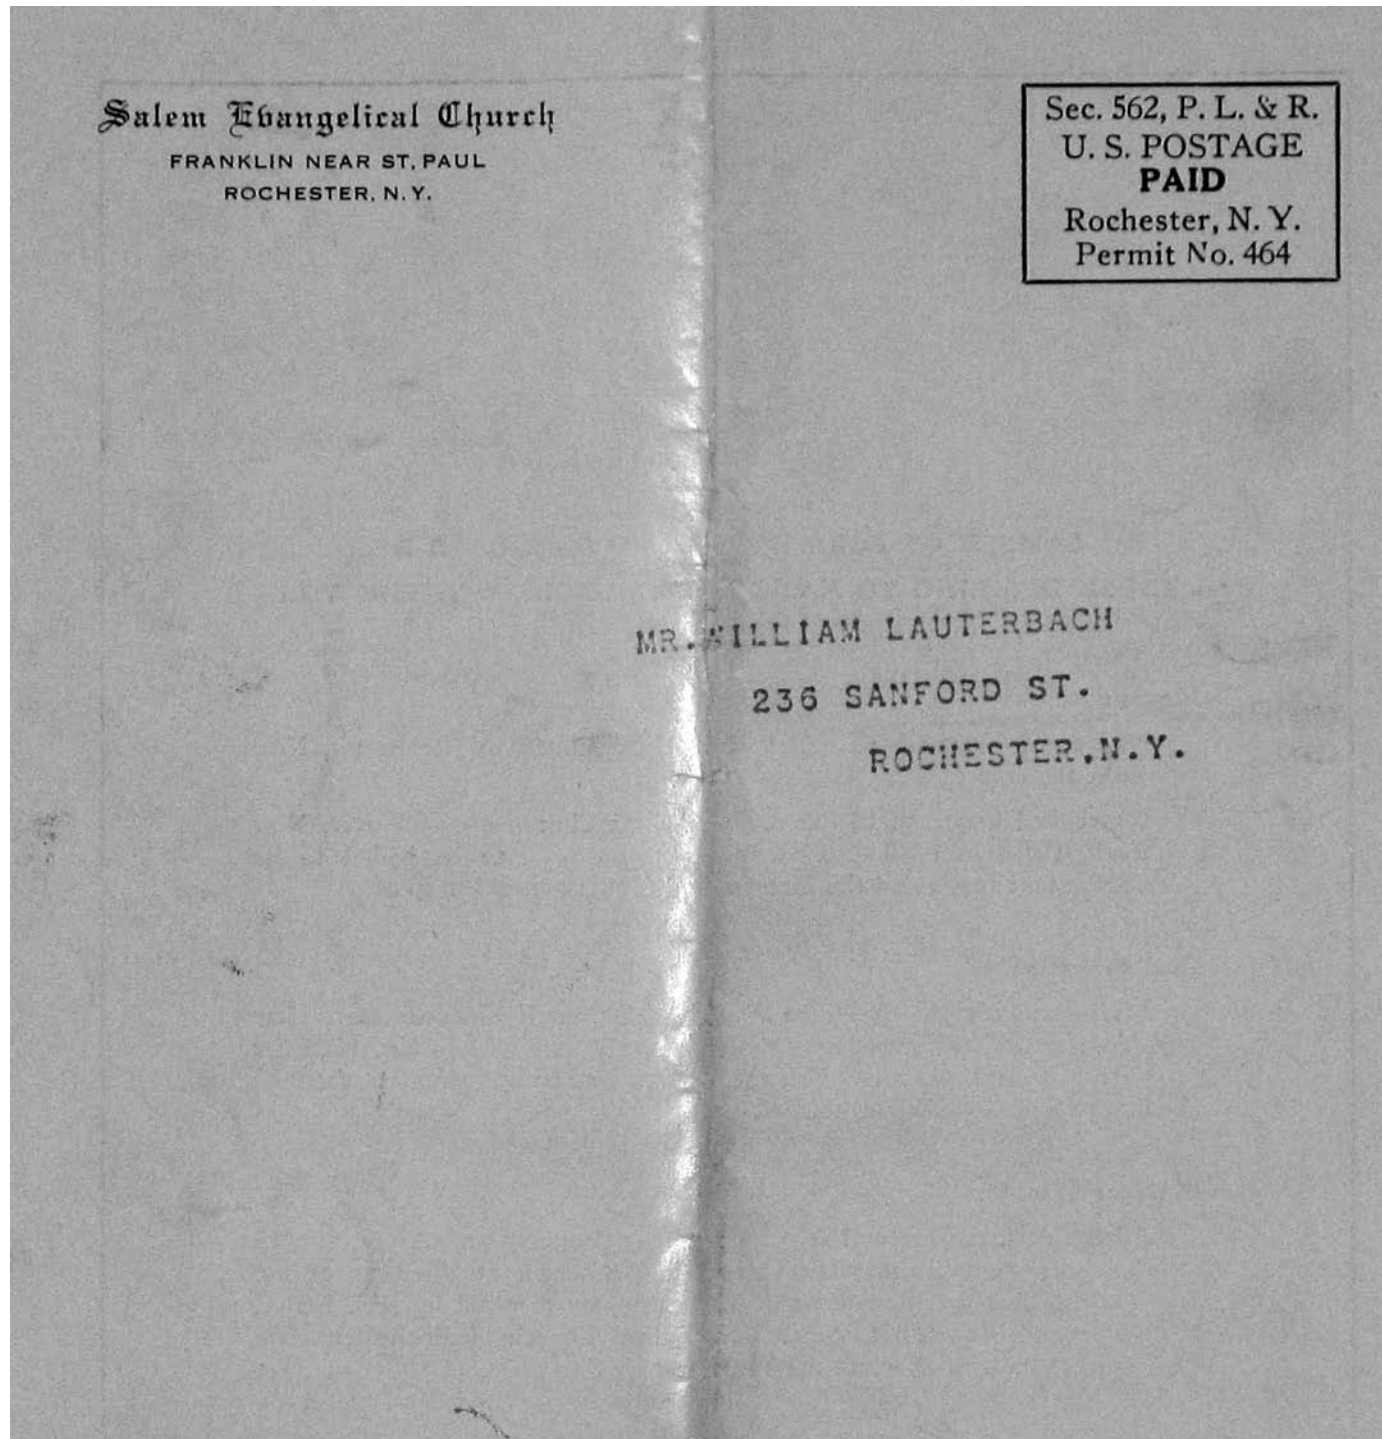 Salem Evangelical Church
FRANKLIN NEAR ST. PAUL
ROCHESTER, N.Y.
Sec. 562, P. L. & R.
U. S. POSTAGE
PAID
Rochester, N. Y.
Permit No. 464
MR.WILLIAM LAUTERBACH
236 SANFORD ST.
ROCHESTER,N.Y.